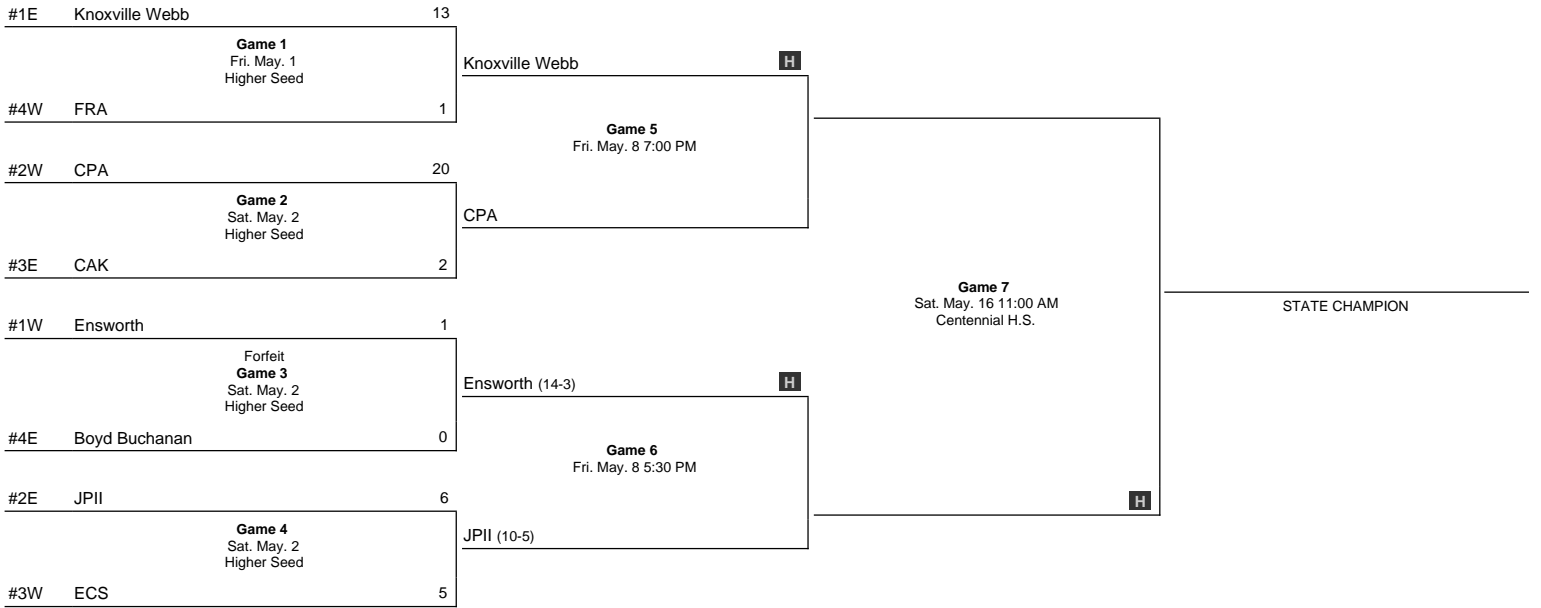 #1E Knoxville Webb 13
Game 1
Fri. May. 1
Higher Seed
#4W FRA 1
#2W CPA 20
Game 2
Sat. May. 2
Higher Seed
#3E CAK 2
#1W Ensworth 1
Forfeit
Game 3
Sat. May. 2
Higher Seed
#4E Boyd Buchanan 0
#2E JPII 6
Game 4
Sat. May. 2
Higher Seed
#3W ECS 5
Knoxville Webb H
Game 5
Fri. May. 8 7:00 PM
CPA
Ensworth (14-3) H
Game 6
Fri. May. 8 5:30 PM
JPII (10-5)
Game 7
Sat. May. 16 11:00 AM
Centennial H.S.
H
STATE CHAMPION